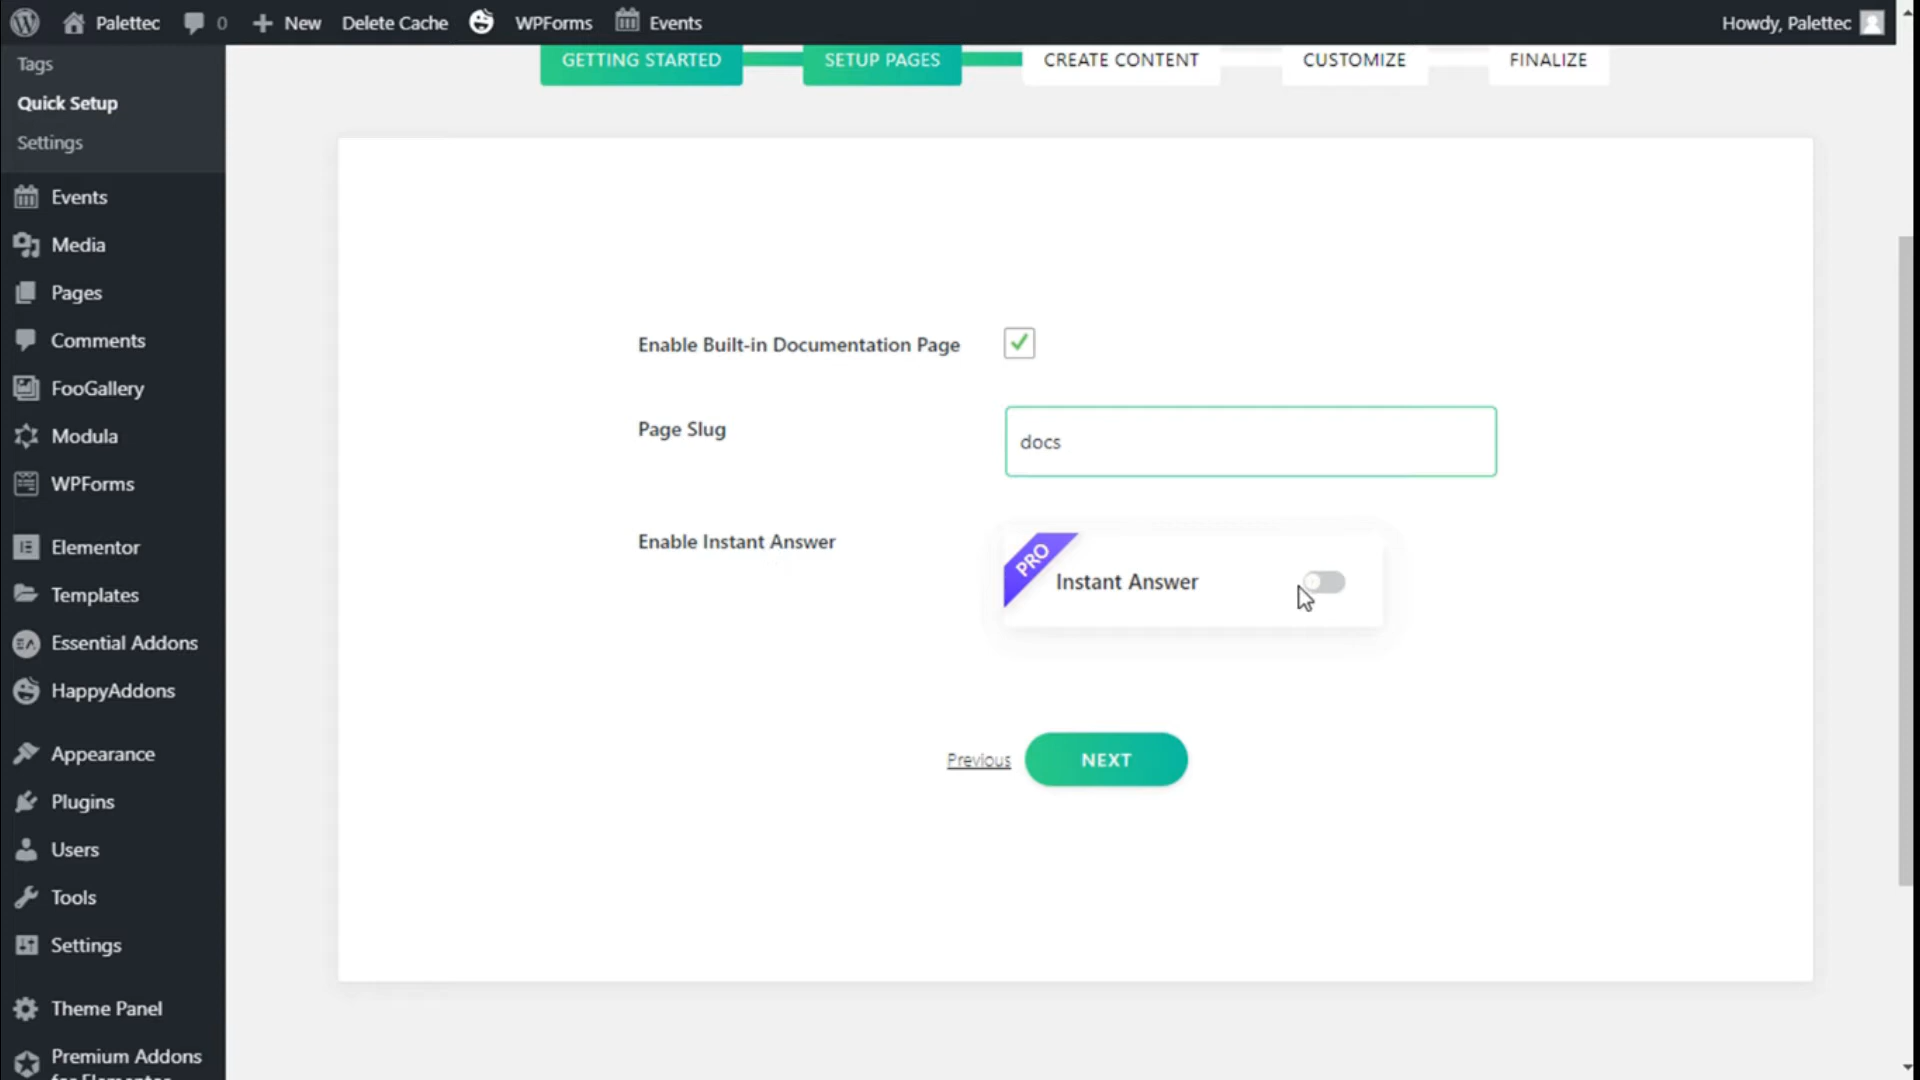 Palettec
0
New
Delete Cache
WPForms
Events
Howdy, Palettec
Tags
Quick Setup
Settings
Events
Media
Pages
Comments
FooGallery
Modula
WPForms
Elementor
Templates
Essential Addons
HappyAddons
Appearance
Plugins
Users
Tools
Settings
Theme Panel
Premium Addons
for Elementor
GETTING STARTED
SETUP PAGES
CREATE CONTENT
CUSTOMIZE
FINALIZE
Enable Built-in Documentation Page
Page Slug
docs
Enable Instant Answer
PRO
Instant Answer
Previous
NEXT